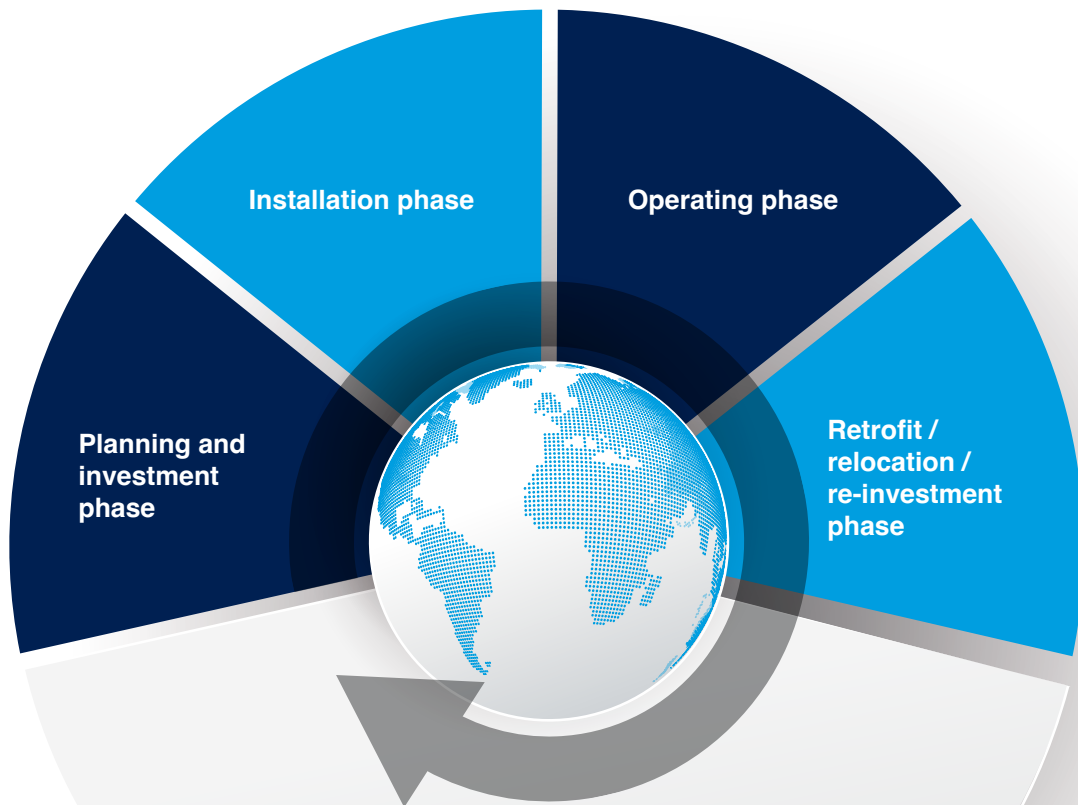 Installation phase
Operating phase
Planning and
investment
phase
Retrofit /
relocation /
re-investment
phase